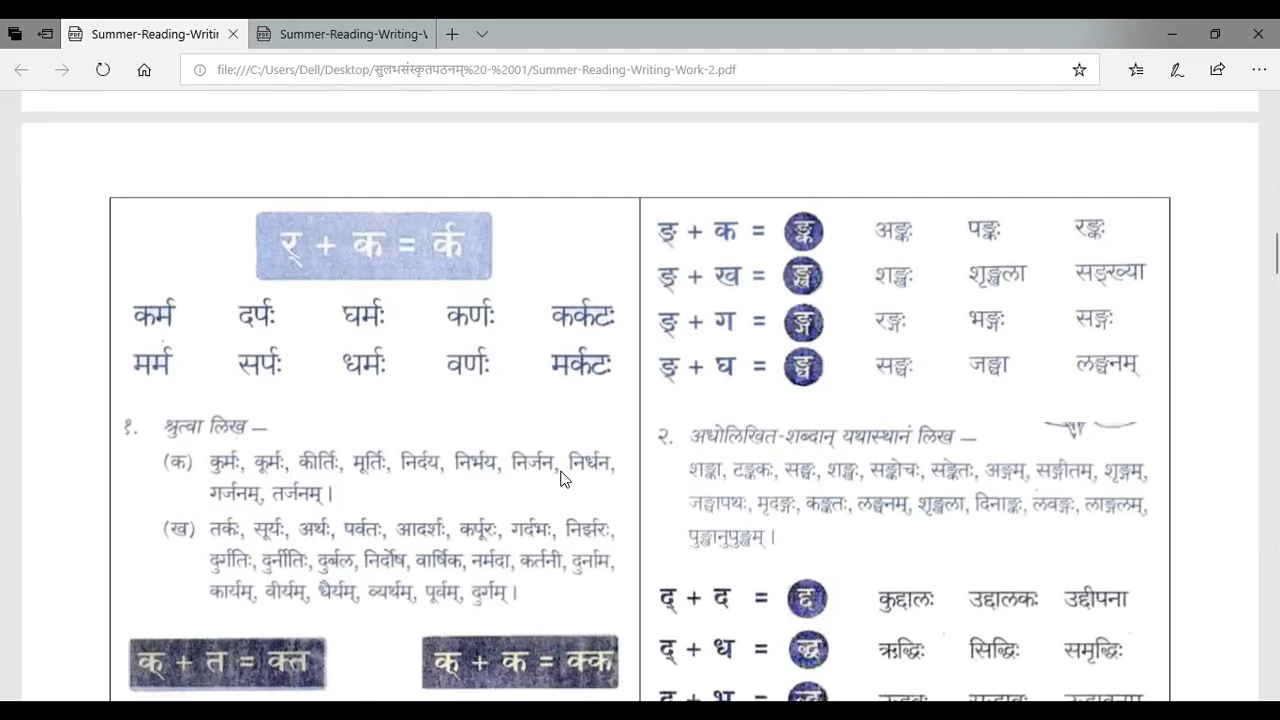 Summer-Reading-Writin
Summer-Reading-Writing-V
file:///C:/Users/Dell/Desktop/सुलभसंस्कृतपठनम्%20-%2001/Summer-Reading-Writing-Work-2.pdf
र् + क = र्क
कर्म दर्पः घर्मः कर्णः कर्कटः
मर्म सर्पः धर्मः वर्णः मर्कटः
१. श्रुत्वा लिख –
(क) कुर्मः, कूर्मः, कीर्तिः, मूर्तिः, निर्दय, निर्भय, निर्जन, निर्धन,
गर्जनम्, तर्जनम् ।
(ख) तर्कः, सूर्यः, अर्थः, पर्वतः, आदर्शः, कर्पूरः, गर्दभः, निर्झरः,
दुर्गतिः, दुर्नीतिः, दुर्बल, निर्दोष, वार्षिक, नर्मदा, कर्तनी, दुर्नाम,
कार्यम्, वीर्यम्, धैर्यम्, व्यर्थम्, पूर्वम्, दुर्गम् ।
क् + त = क्त क् + क = क्क
ङ् + क = ङ्क अङ्कः पङ्कः रङ्कः
ङ् + ख = ङ्ख शङ्खः शृङ्खला सङ्ख्या
ङ् + ग = ङ्ग रङ्गः भङ्गः सङ्गः
ङ् + घ = ङ्घ सङ्घः जङ्घा लङ्घनम्
२. अधोलिखित-शब्दान् यथास्थानं लिख –
शङ्का, टङ्ककः, सङ्घः, शङ्खः, सङ्कोचः, सङ्केतः, अङ्गम्, सङ्गीतम्, शृङ्गम्,
जङ्घापथः, मृदङ्गः, कङ्कतः, लङ्घनम्, शृङ्खला, दिनाङ्कः, लवङ्गः, लाङ्गलम्,
पुङ्खानुपुङ्खम् ।
द् + द = द्द कुद्दालः उद्दालकः उद्दीपना
द् + ध = द्ध ऋद्धिः सिद्धिः समृद्धिः